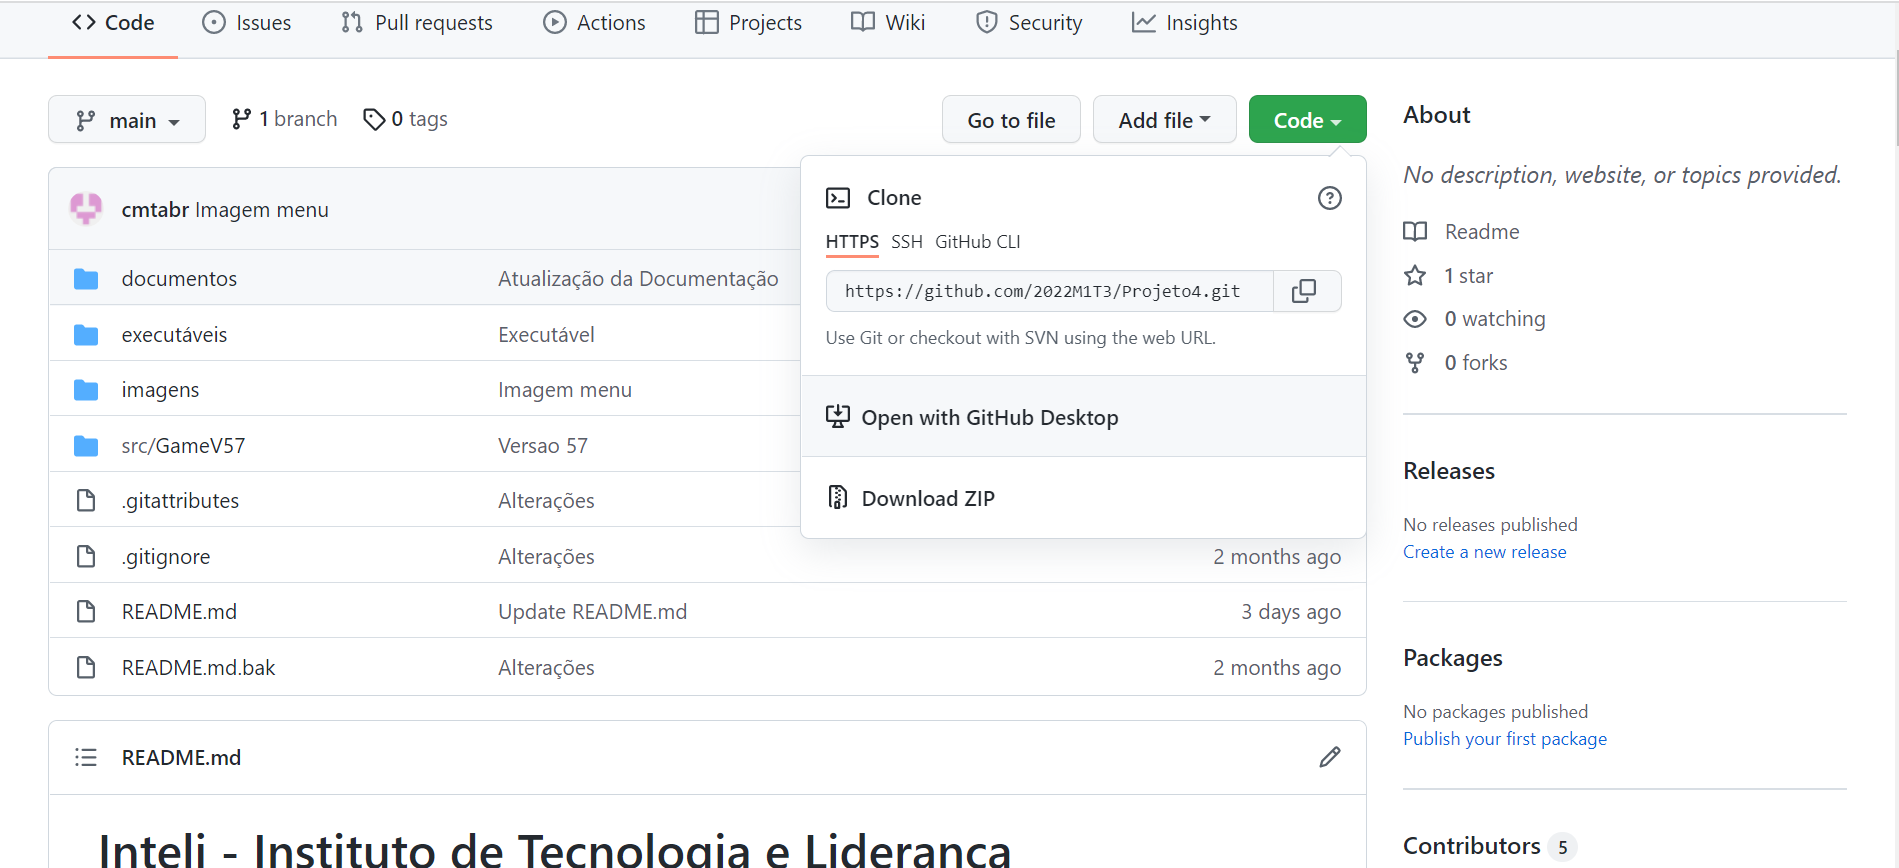 Code Issues Pull requests Actions Projects Wiki Security Insights
main 1 branch 0 tags Go to file Add file Code
cmtabr Imagem menu
documentos Atualização da Documentação
executáveis Executável
imagens Imagem menu
src/GameV57 Versao 57
.gitattributes Alterações
.gitignore Alterações 2 months ago
README.md Update README.md 3 days ago
README.md.bak Alterações 2 months ago
Clone
HTTPS SSH GitHub CLI
https://github.com/2022M1T3/Projeto4.git
Use Git or checkout with SVN using the web URL.
Open with GitHub Desktop
Download ZIP
README.md
Inteli - Instituto de Tecnologia e Liderança
About
No description, website, or topics provided.
Readme
1 star
0 watching
0 forks
Releases
No releases published
Create a new release
Packages
No packages published
Publish your first package
Contributors 5